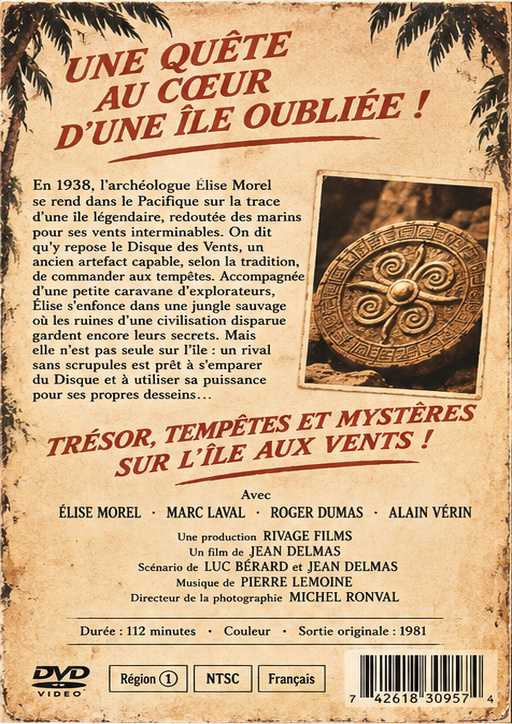 UNE QUÊTE
AU CŒUR
D'UNE ÎLE OUBLIÉE !
En 1938, l'archéologue Élise Morel
se rend dans le Pacifique sur la trace
d'une île légendaire, redoutée des marins
pour ses vents interminables. On dit
qu'y repose le Disque des Vents, un
ancien artefact capable, selon la tradition,
de commander aux tempêtes. Accompagnée
d'une petite caravane d'explorateurs,
Élise s'enfonce dans une jungle sauvage
où les ruines d'une civilisation disparue
gardent encore leurs secrets. Mais
elle n'est pas seule sur l'île : un rival
sans scrupules est prêt à s'emparer
du Disque et à utiliser sa puissance
pour ses propres desseins...
TRÉSOR, TEMPÊTES ET MYSTÈRES
SUR L'ÎLE AUX VENTS !
Avec
ÉLISE MOREL · MARC LAVAL · ROGER DUMAS · ALAIN VÉRIN
Une production RIVAGE FILMS
Un film de JEAN DELMAS
Scénario de LUC BÉRARD et JEAN DELMAS
Musique de PIERRE LEMOINE
Directeur de la photographie MICHEL RONVAL
Durée : 112 minutes · Couleur · Sortie originale : 1981
DVD VIDEO
Région 1 NTSC Français
7 42618 30957 4